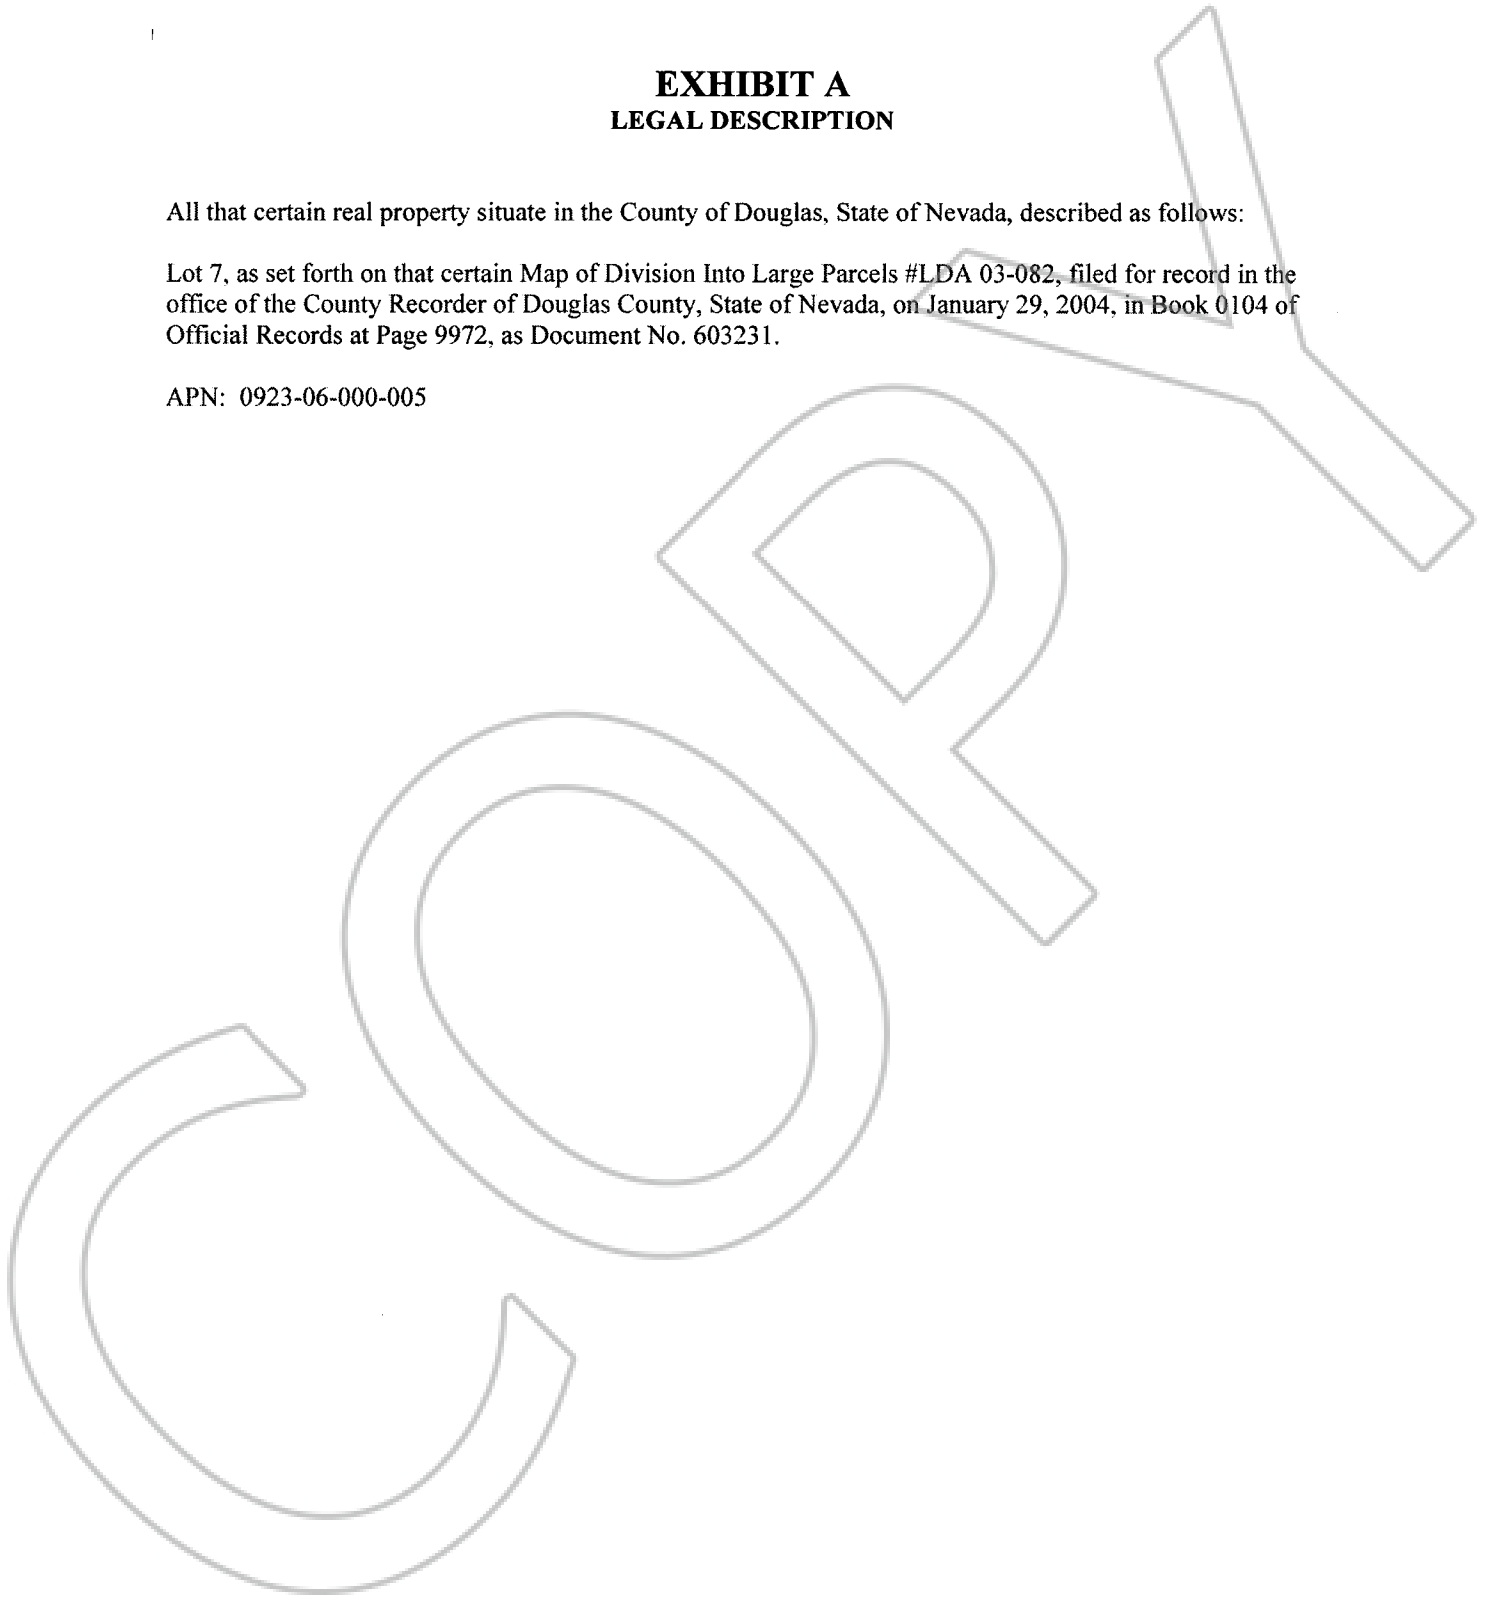 EXHIBIT A
LEGAL DESCRIPTION
All that certain real property situate in the County of Douglas, State of Nevada, described as follows:
Lot 7, as set forth on that certain Map of Division Into Large Parcels #LDA 03-082, filed for record in the
office of the County Recorder of Douglas County, State of Nevada, on January 29, 2004, in Book 0104 of
Official Records at Page 9972, as Document No. 603231.
APN: 0923-06-000-005
COPY